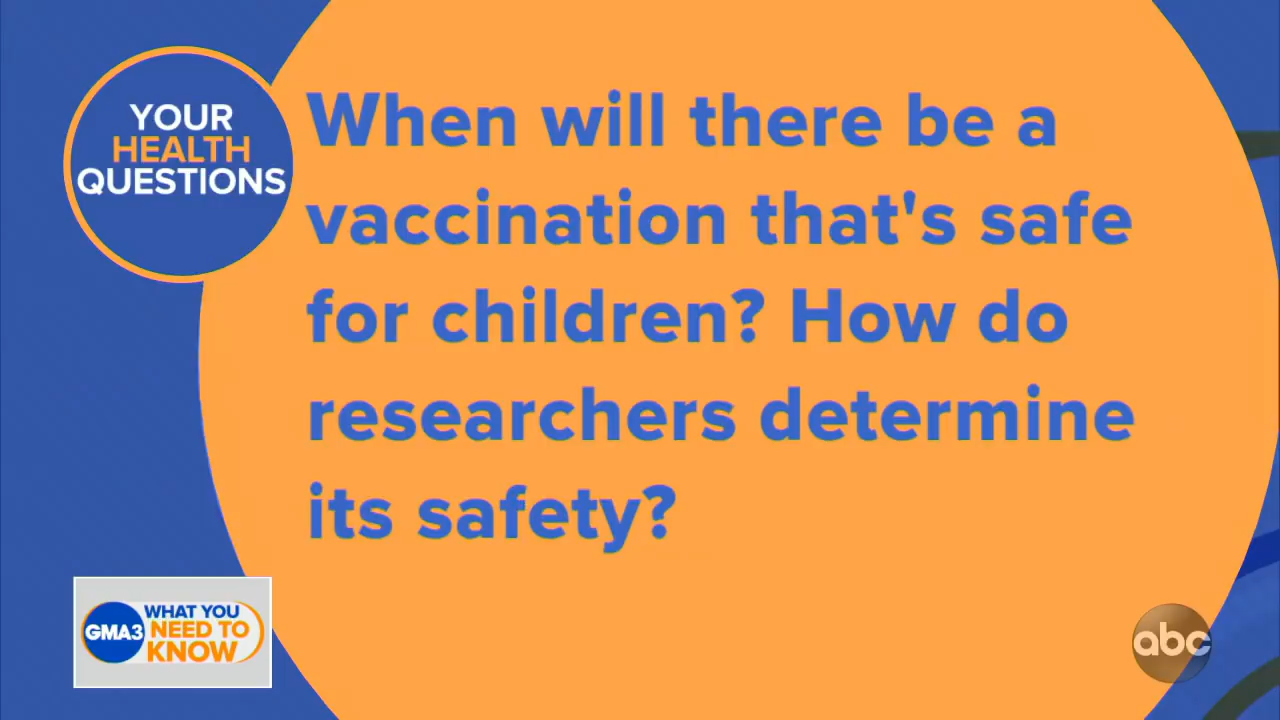 YOUR
HEALTH
QUESTIONS
When will there be a
vaccination that's safe
for children? How do
researchers determine
its safety?
GMA3
WHAT YOU
NEED TO
KNOW
abc